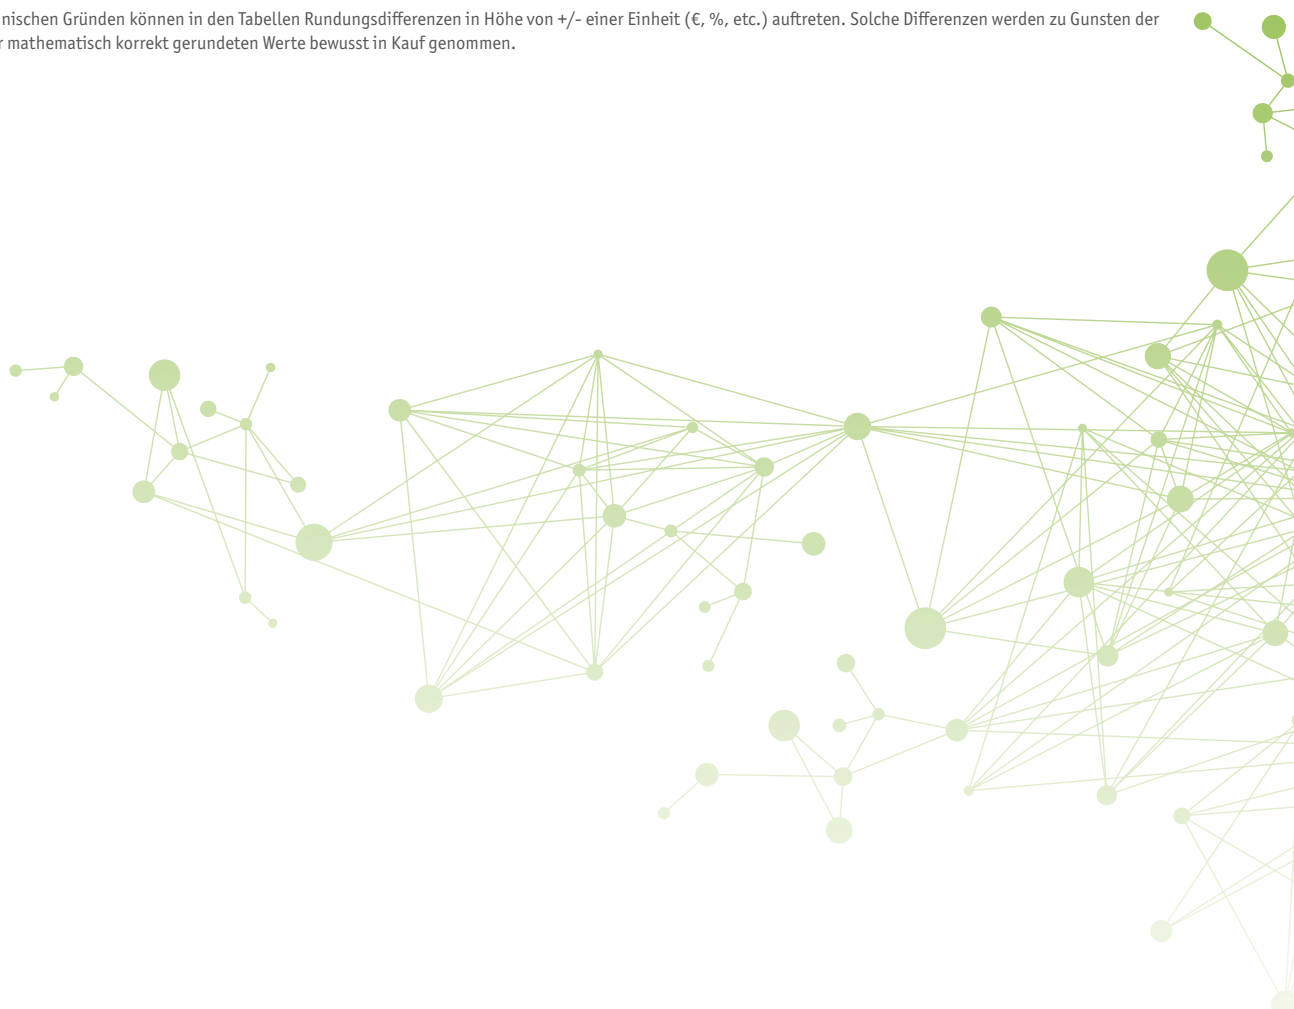 nischen Gründen können in den Tabellen Rundungsdifferenzen in Höhe von +/- einer Einheit (€, %, etc.) auftreten. Solche Differenzen werden zu Gunsten der
r mathematisch korrekt gerundeten Werte bewusst in Kauf genommen.